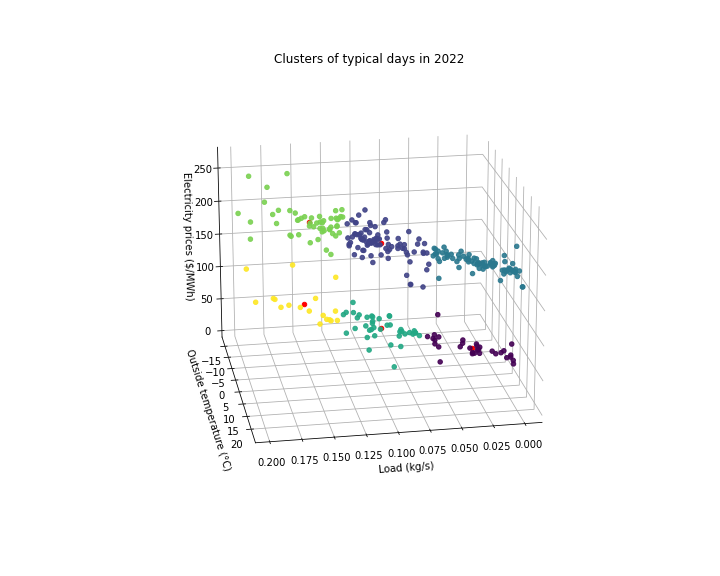 Clusters of typical days in 2022
250
200
150
100
50
0
Electricity prices ($/MWh)
−15
−10
−5
0
5
10
15
20
Outside temperature (°C)
0.200 0.175 0.150 0.125 0.100 0.075 0.050 0.025 0.000
Load (kg/s)